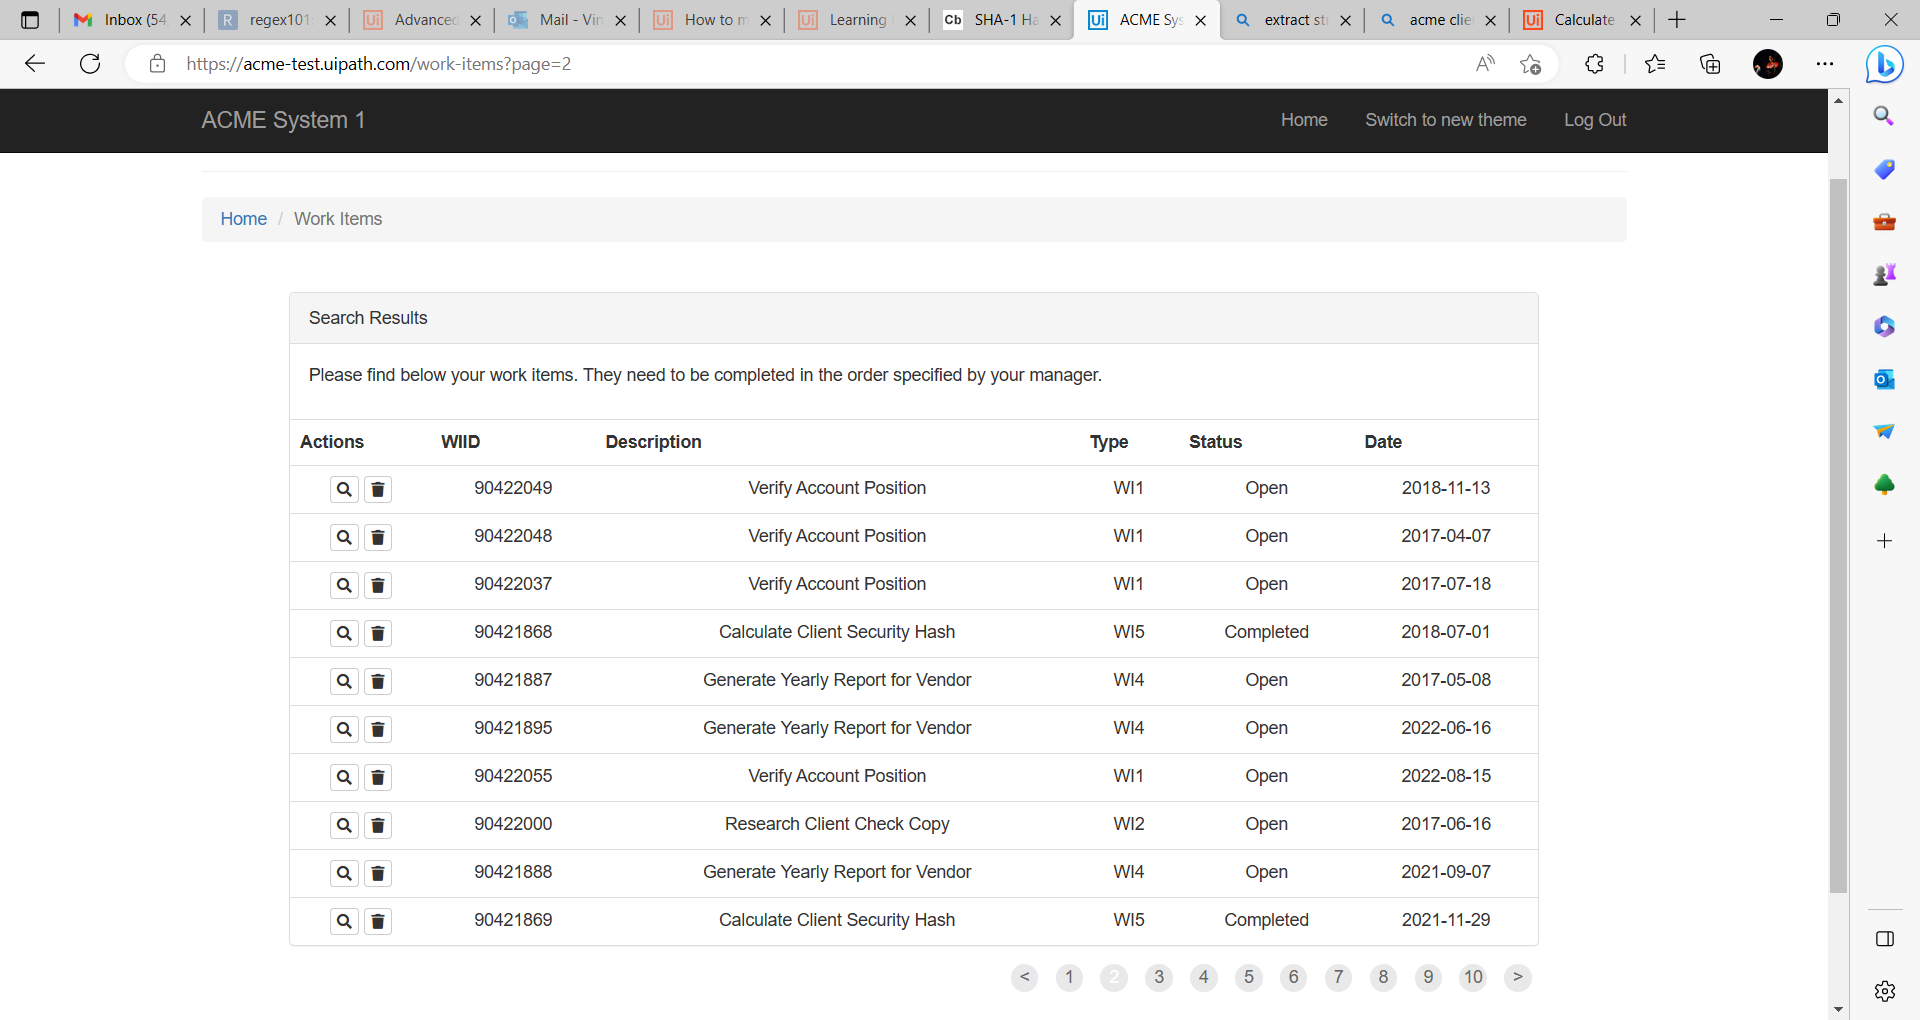 Inbox (54
regex101:
Advanced
Mail - Vin
How to m
Learning
Cb SHA-1 Ha
Ui ACME Sys
extract str
acme clie
Ui Calculate
https://acme-test.uipath.com/work-items?page=2
ACME System 1 Home Switch to new theme Log Out
Home / Work Items
Search Results
Please find below your work items. They need to be completed in the order specified by your manager.
Actions WIID Description Type Status Date
90422049 Verify Account Position WI1 Open 2018-11-13
90422048 Verify Account Position WI1 Open 2017-04-07
90422037 Verify Account Position WI1 Open 2017-07-18
90421868 Calculate Client Security Hash WI5 Completed 2018-07-01
90421887 Generate Yearly Report for Vendor WI4 Open 2017-05-08
90421895 Generate Yearly Report for Vendor WI4 Open 2022-06-16
90422055 Verify Account Position WI1 Open 2022-08-15
90422000 Research Client Check Copy WI2 Open 2017-06-16
90421888 Generate Yearly Report for Vendor WI4 Open 2021-09-07
90421869 Calculate Client Security Hash WI5 Completed 2021-11-29
< 1 2 3 4 5 6 7 8 9 10 >